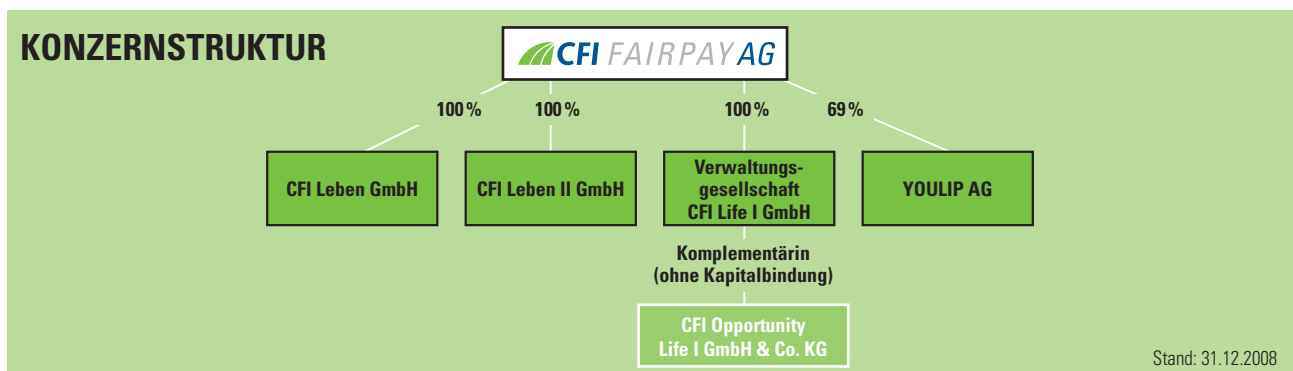 KONZERNSTRUKTUR
CFI FAIRPAY AG
100 %
100 %
100 %
69 %
CFI Leben GmbH
CFI Leben II GmbH
Verwaltungs-
gesellschaft
CFI Life I GmbH
YOULIP AG
Komplementärin
(ohne Kapitalbindung)
CFI Opportunity
Life I GmbH & Co. KG
Stand: 31.12.2008